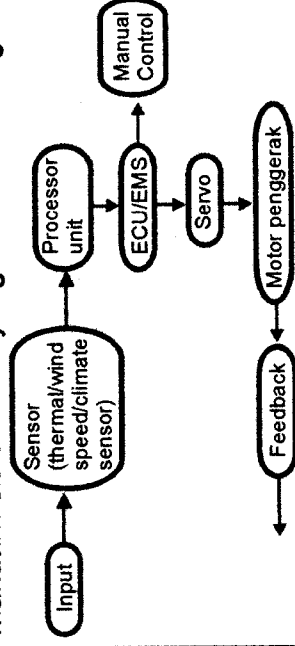 Input
Sensor
(thermal/wind
speed/climate
sensor)
Processor
unit
ECU/EMS
Manual
Control
Servo
Motor penggerak
Feedback